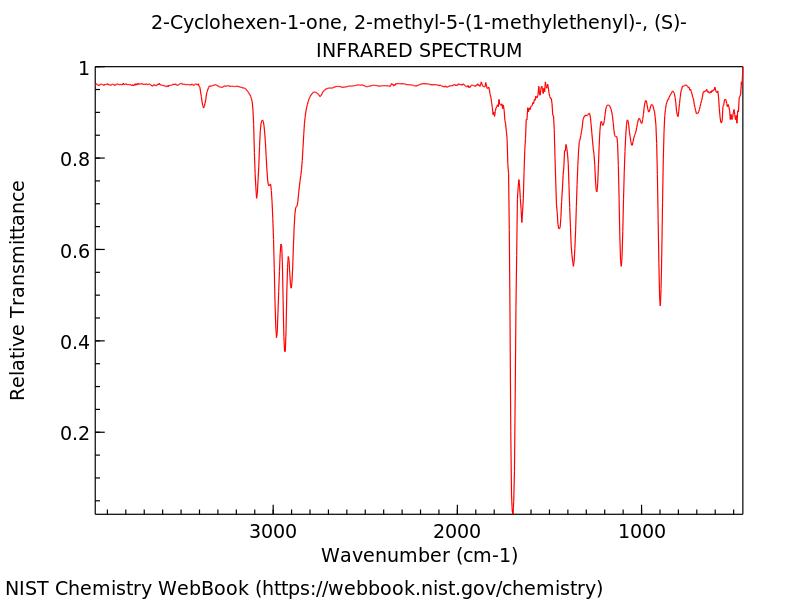 2-Cyclohexen-1-one, 2-methyl-5-(1-methylethenyl)-, (S)-
INFRARED SPECTRUM
1
0.8
0.6
0.4
0.2
Relative Transmittance
3000 2000 1000
Wavenumber (cm-1)
NIST Chemistry WebBook (https://webbook.nist.gov/chemistry)